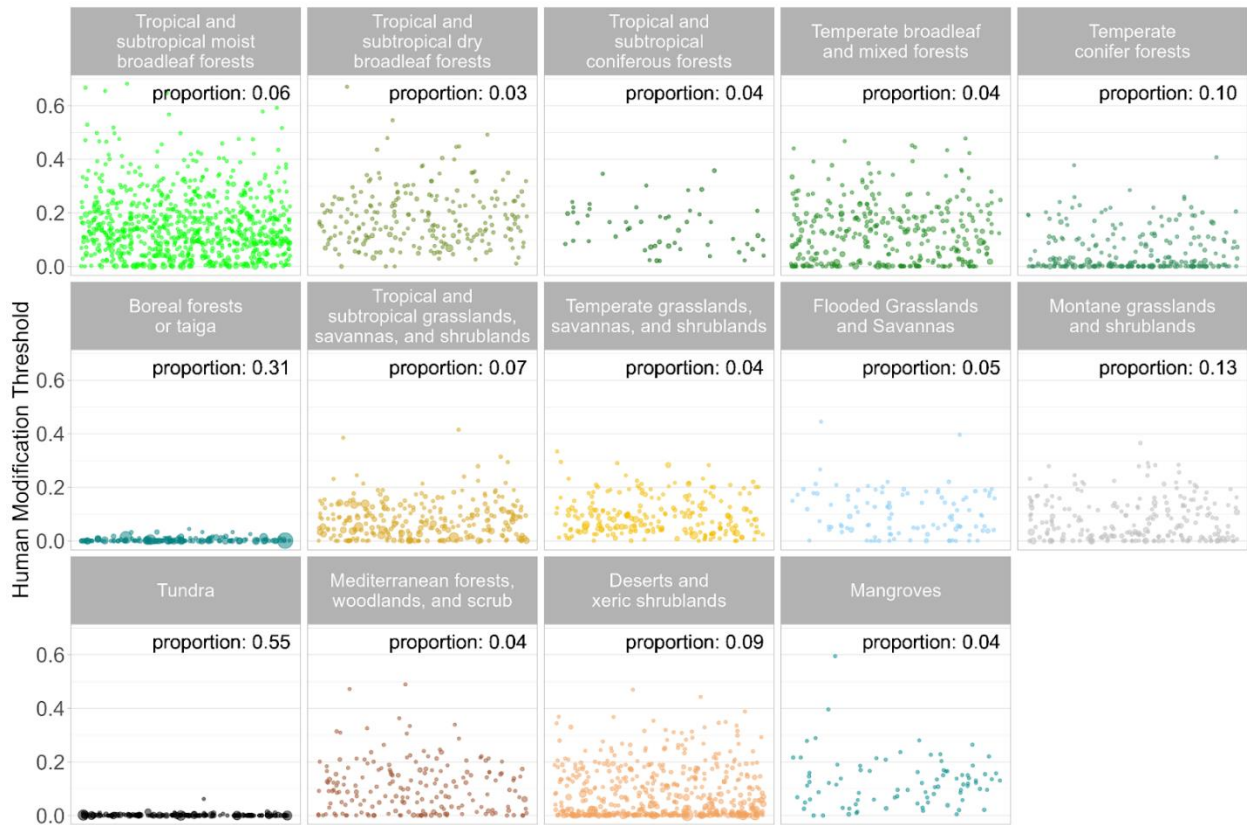 Tropical and
subtropical moist
broadleaf forests
Tropical and
subtropical dry
broadleaf forests
Tropical and
subtropical
coniferous forests
Temperate broadleaf
and mixed forests
Temperate
conifer forests
proportion: 0.06
proportion: 0.03
proportion: 0.04
proportion: 0.04
proportion: 0.10
0.6
0.4
0.2
0.0
Human Modification Threshold
Boreal forests
or taiga
Tropical and
subtropical grasslands,
savannas, and shrublands
Temperate grasslands,
savannas, and shrublands
Flooded Grasslands
and Savannas
Montane grasslands
and shrublands
proportion: 0.31
proportion: 0.07
proportion: 0.04
proportion: 0.05
proportion: 0.13
0.6
0.4
0.2
0.0
Tundra
Mediterranean forests,
woodlands, and scrub
Deserts and
xeric shrublands
Mangroves
proportion: 0.55
proportion: 0.04
proportion: 0.09
proportion: 0.04
0.6
0.4
0.2
0.0